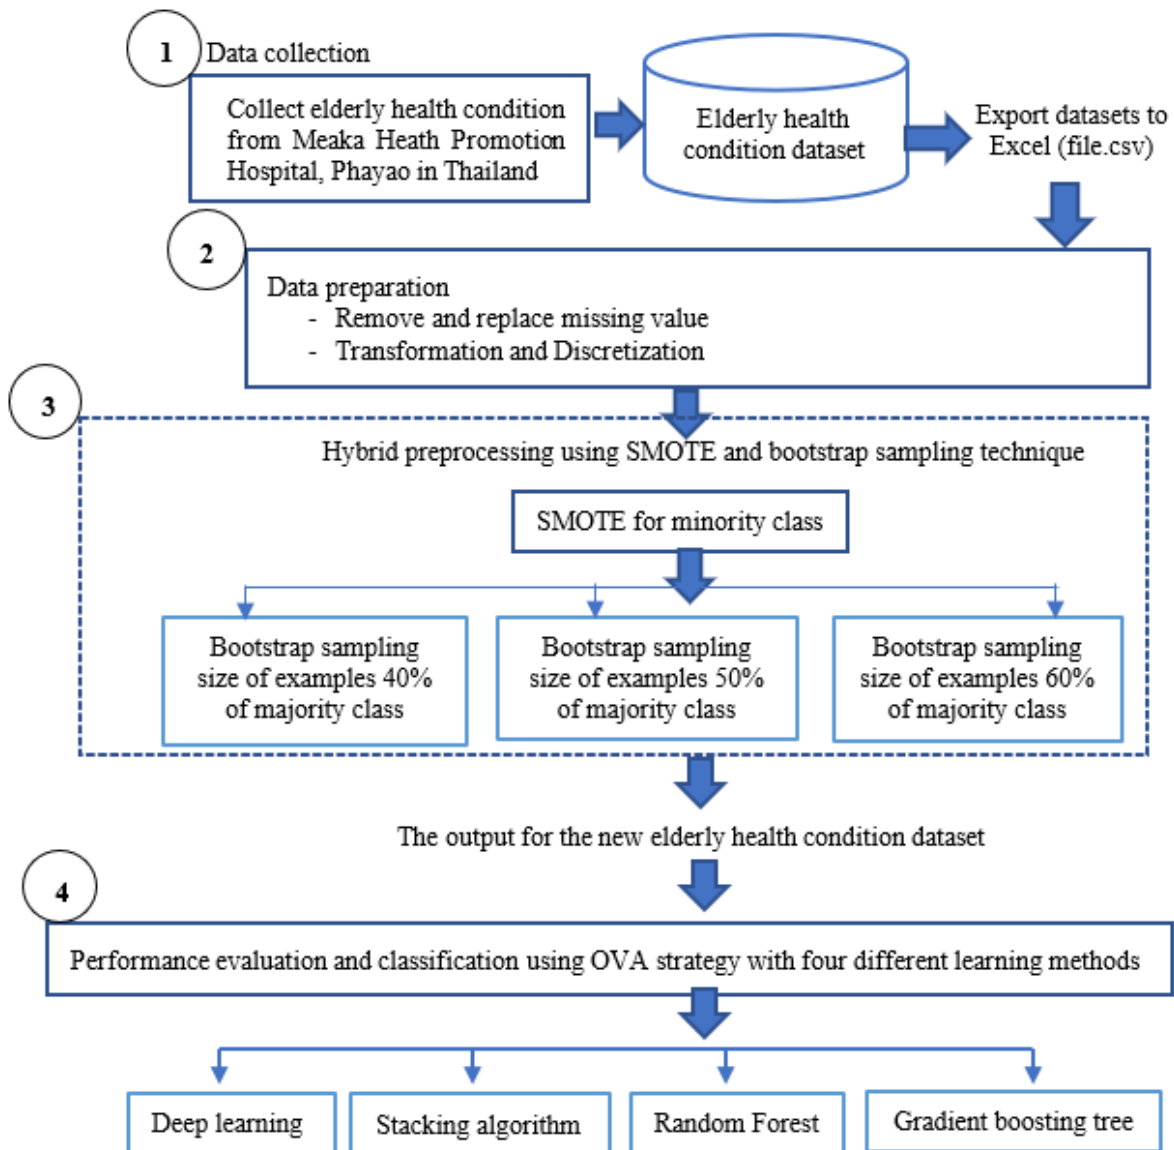 1
Data collection
Collect elderly health condition
from Meaka Heath Promotion
Hospital, Phayao in Thailand
Elderly health
condition dataset
Export datasets to
Excel (file.csv)
2
Data preparation
- Remove and replace missing value
- Transformation and Discretization
3
Hybrid preprocessing using SMOTE and bootstrap sampling technique
SMOTE for minority class
Bootstrap sampling
size of examples 40%
of majority class
Bootstrap sampling
size of examples 50%
of majority class
Bootstrap sampling
size of examples 60%
of majority class
The output for the new elderly health condition dataset
4
Performance evaluation and classification using OVA strategy with four different learning methods
Deep learning
Stacking algorithm
Random Forest
Gradient boosting tree